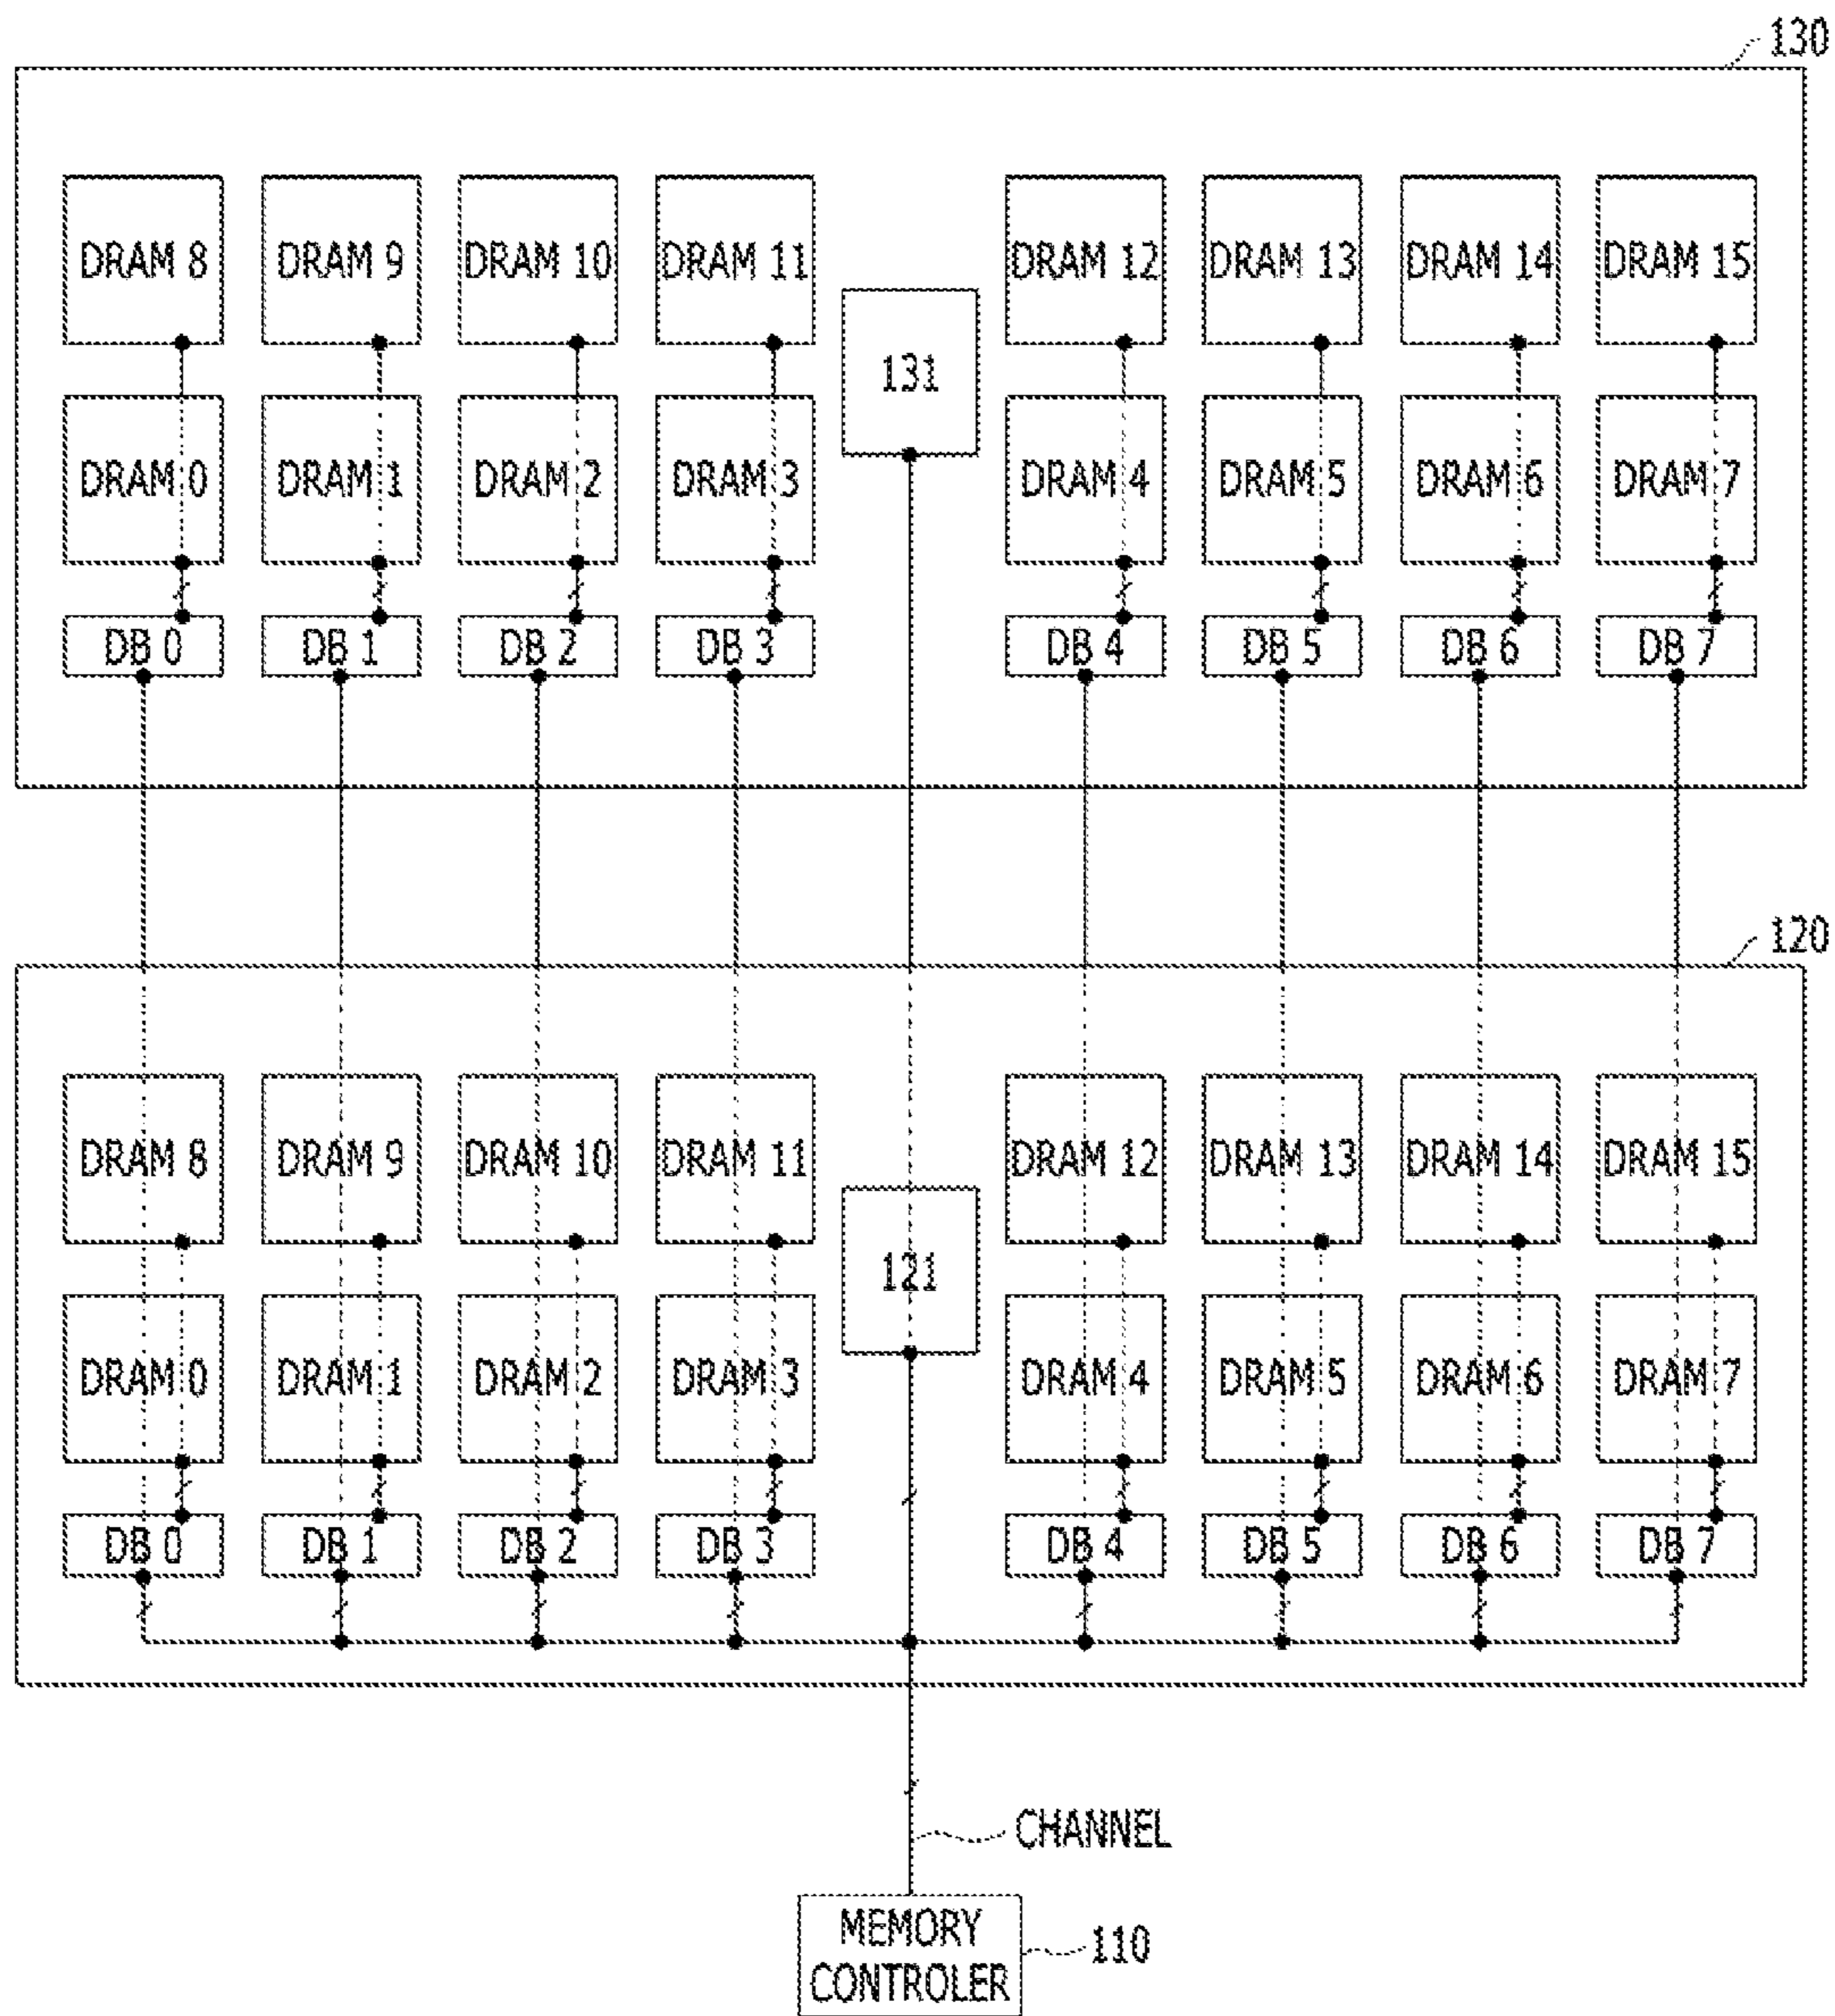 130
DRAM 8 DRAM 9 DRAM 10 DRAM 11 DRAM 12 DRAM 13 DRAM 14 DRAM 15
131
DRAM 0 DRAM 1 DRAM 2 DRAM 3 DRAM 4 DRAM 5 DRAM 6 DRAM 7
DB 0 DB 1 DB 2 DB 3 DB 4 DB 5 DB 6 DB 7
120
DRAM 8 DRAM 9 DRAM 10 DRAM 11 DRAM 12 DRAM 13 DRAM 14 DRAM 15
121
DRAM 0 DRAM 1 DRAM 2 DRAM 3 DRAM 4 DRAM 5 DRAM 6 DRAM 7
DB 0 DB 1 DB 2 DB 3 DB 4 DB 5 DB 6 DB 7
CHANNEL
MEMORY
CONTROLER
110